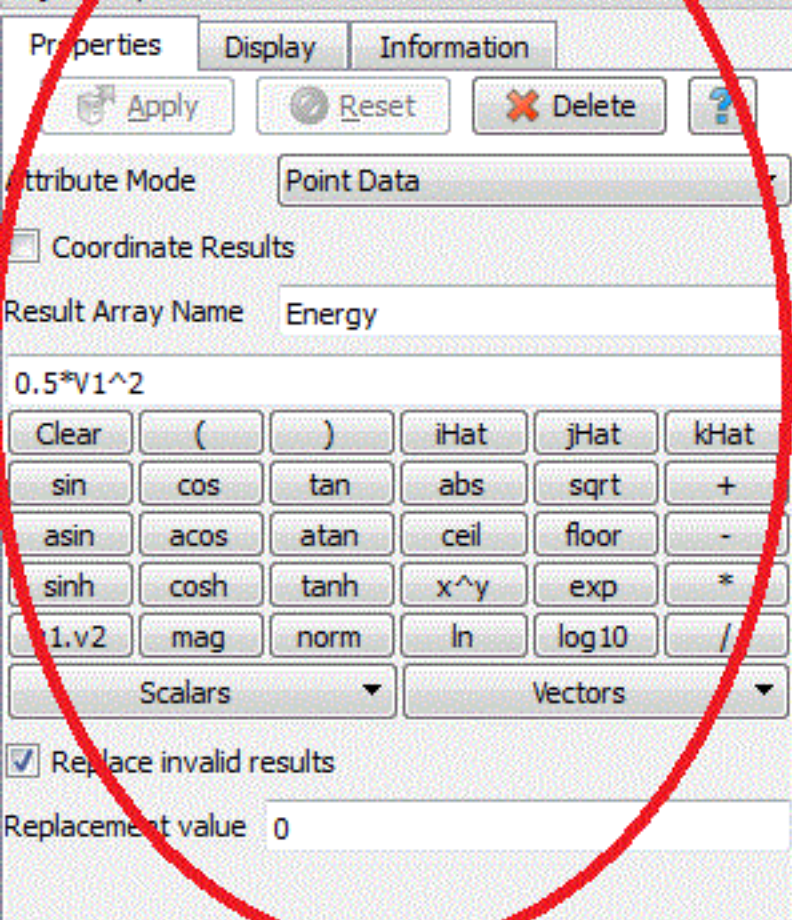 Properties Display Information
Apply Reset Delete ?
Attribute Mode Point Data
Coordinate Results
Result Array Name Energy
0.5*V1^2
Clear ( ) iHat jHat kHat
sin cos tan abs sqrt +
asin acos atan ceil floor -
sinh cosh tanh x^y exp *
v1.v2 mag norm ln log10 /
Scalars Vectors
Replace invalid results
Replacement value 0